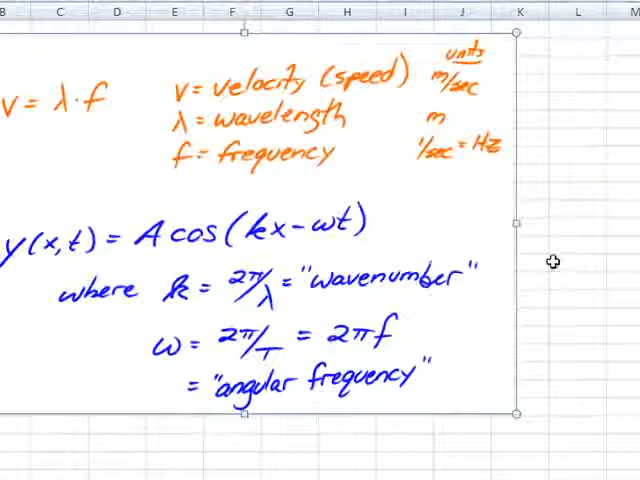 B C D E F G H I J K L M
units
v = λ·f v = velocity (speed) m/sec
λ = wavelength m
f = frequency 1/sec = Hz
y(x,t) = A cos(kx - ωt)
where k = 2π/λ = "wavenumber"
ω = 2π/T = 2πf
= "angular frequency"